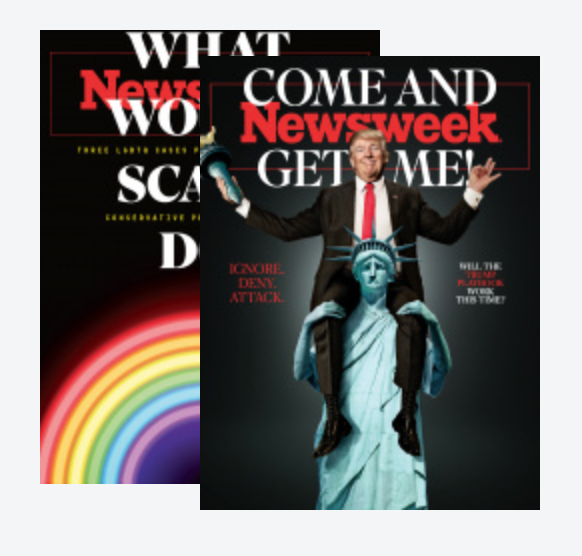 WHAT
News
WO
THREE LGBTQ CASES P
SCA
CONSERVATIVE P
D
COME AND
Newsweek
GET ME!
IGNORE.
DENY.
ATTACK.
WILL THE
TRUMP
PLAYBOOK
WORK
THIS TIME?